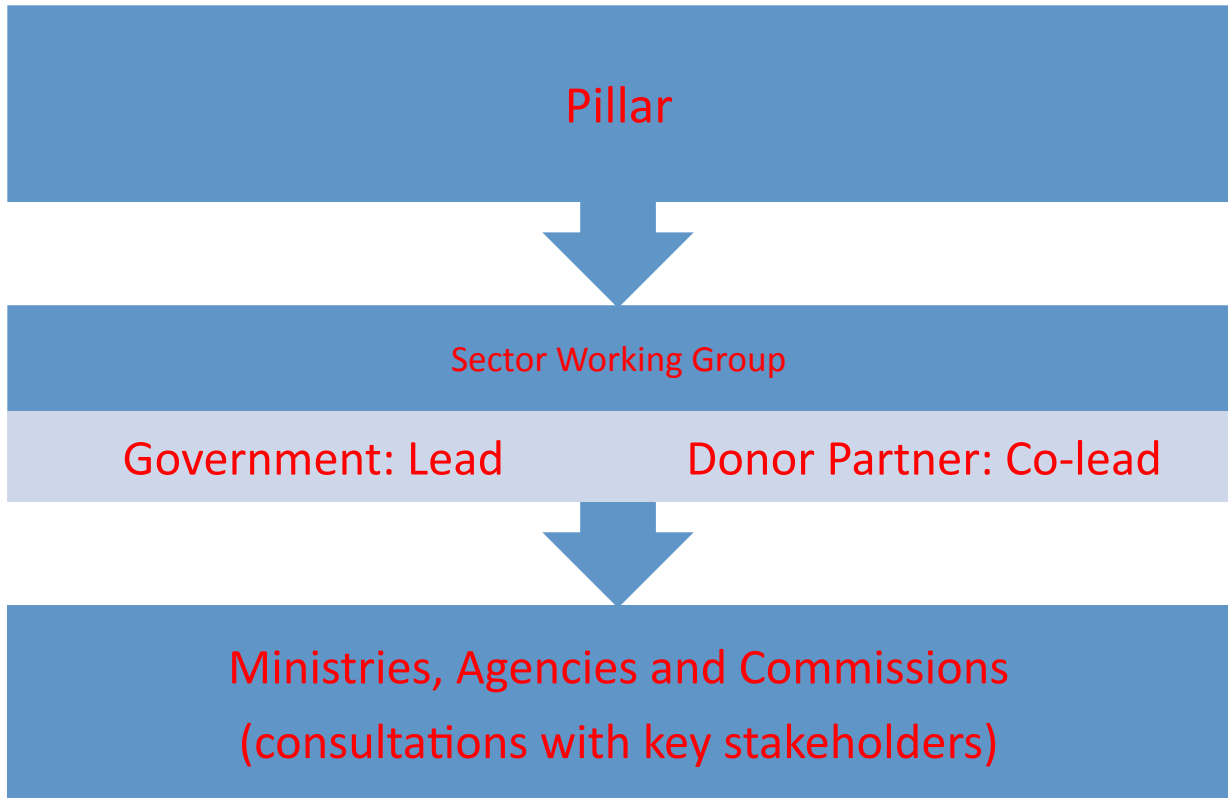 Pillar
Sector Working Group
Government: Lead
Donor Partner: Co-lead
Ministries, Agencies and Commissions
(consultations with key stakeholders)